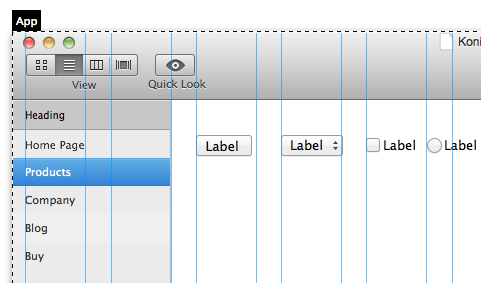 App
Koni
View
Quick Look
Heading
Home Page
Products
Company
Blog
Buy
Label
Label
Label
Label